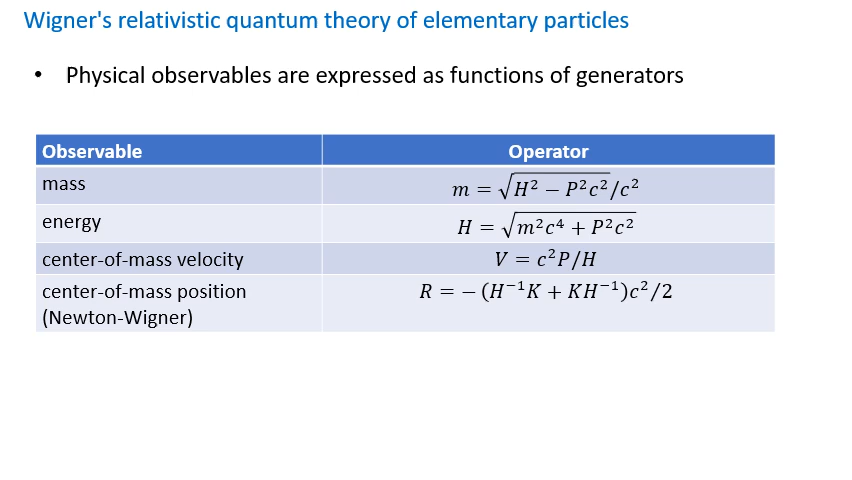 Wigner's relativistic quantum theory of elementary particles
• Physical observables are expressed as functions of generators
Observable Operator
mass m = √(H² − P²c²)/c²
energy H = √(m²c⁴ + P²c²)
center-of-mass velocity V = c²P/H
center-of-mass position R = − (H⁻¹K + KH⁻¹)c²/2
(Newton-Wigner)